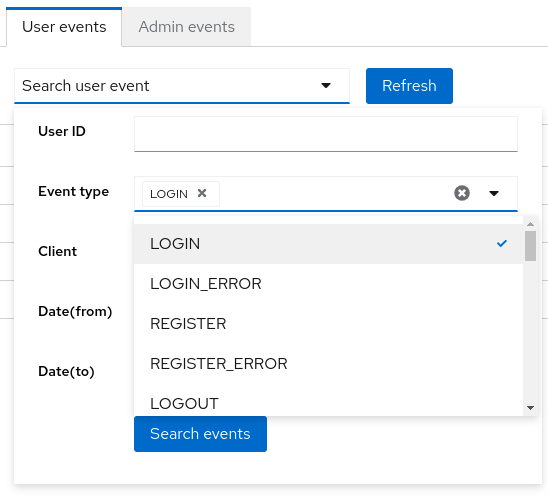 User events
Admin events
Search user event
Refresh
User ID
Event type
LOGIN
LOGIN
LOGIN_ERROR
REGISTER
REGISTER_ERROR
LOGOUT
Client
Date(from)
Date(to)
Search events